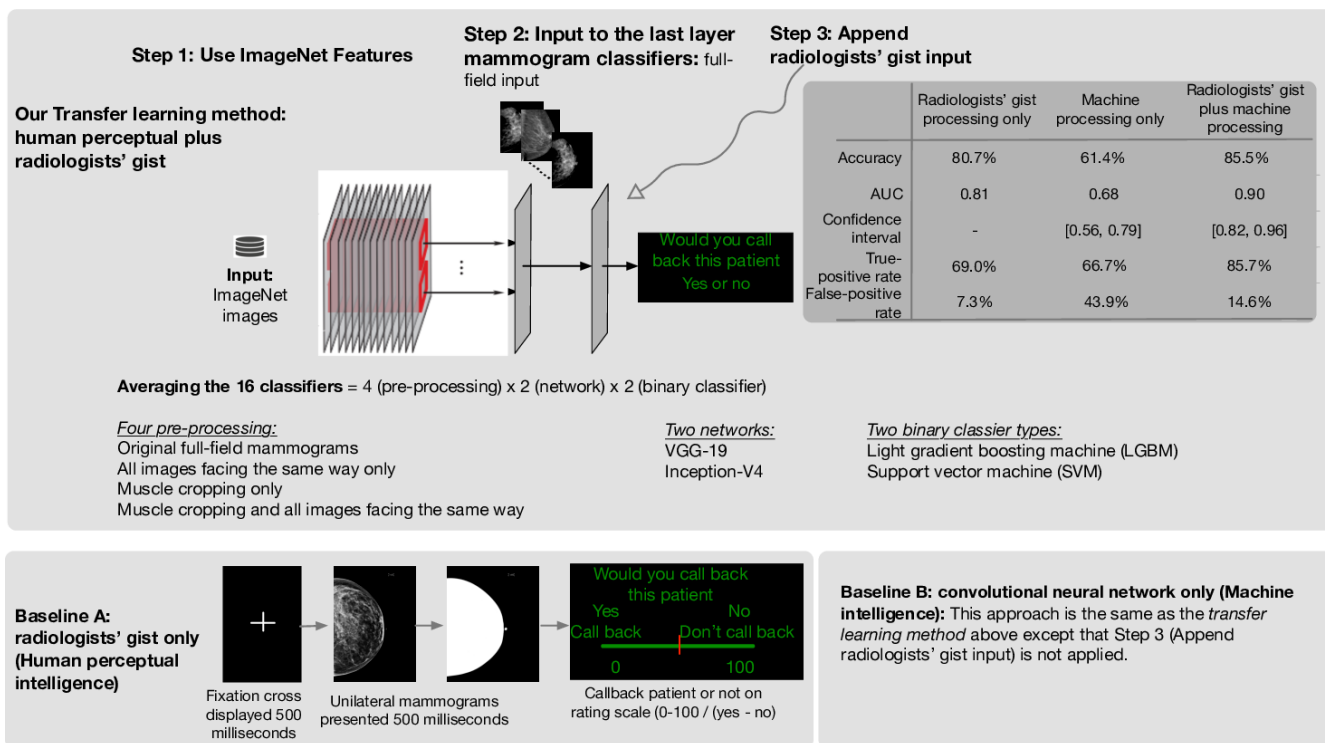 Step 1: Use ImageNet Features
Step 2: Input to the last layer
mammogram classifiers: full-
field input
Step 3: Append
radiologists' gist input
Our Transfer learning method:
human perceptual plus
radiologists' gist
Input:
ImageNet
images
Would you call
back this patient
Yes or no
Radiologists' gist
processing only
Machine
processing only
Radiologists' gist
plus machine
processing
Accuracy 80.7% 61.4% 85.5%
AUC 0.81 0.68 0.90
Confidence
interval - [0.56, 0.79] [0.82, 0.96]
True-
positive rate 69.0% 66.7% 85.7%
False-positive
rate 7.3% 43.9% 14.6%
Averaging the 16 classifiers = 4 (pre-processing) x 2 (network) x 2 (binary classifier)
Four pre-processing:
Original full-field mammograms
All images facing the same way only
Muscle cropping only
Muscle cropping and all images facing the same way
Two networks:
VGG-19
Inception-V4
Two binary classier types:
Light gradient boosting machine (LGBM)
Support vector machine (SVM)
Baseline A:
radiologists' gist only
(Human perceptual
intelligence)
Fixation cross
displayed 500
milliseconds
Unilateral mammograms
presented 500 milliseconds
Would you call back
this patient
Yes No
Call back Don't call back
0 100
Callback patient or not on
rating scale (0-100 / (yes - no)
Baseline B: convolutional neural network only (Machine
intelligence): This approach is the same as the transfer
learning method above except that Step 3 (Append
radiologists' gist input) is not applied.